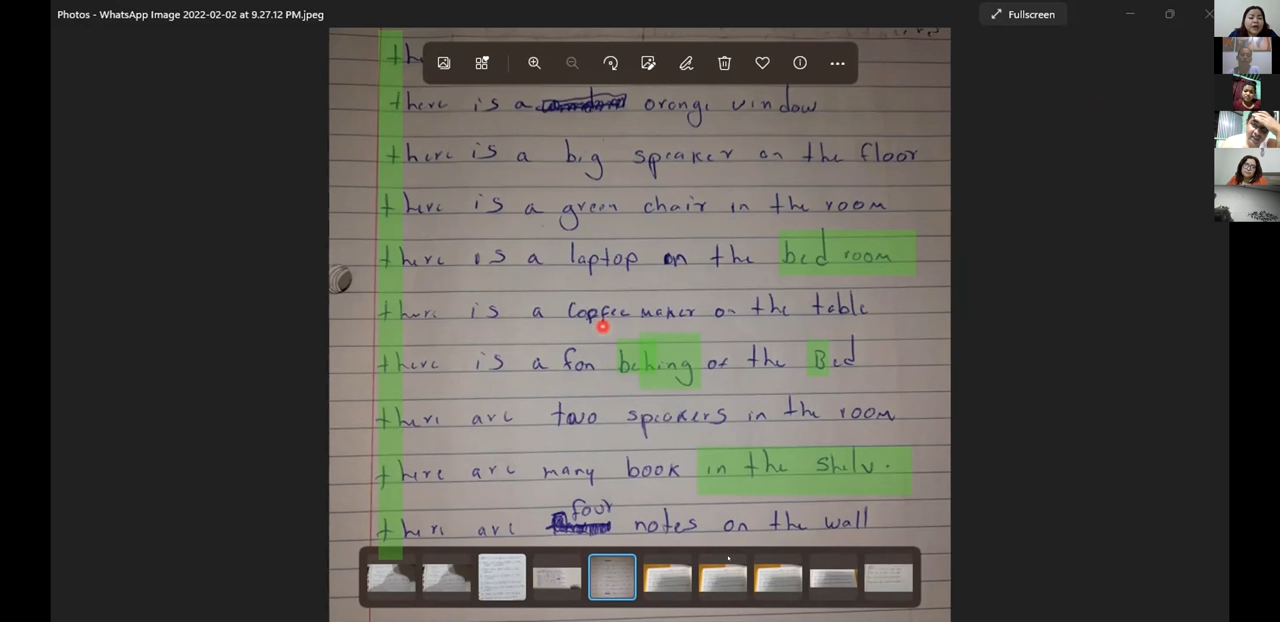 Photos - WhatsApp Image 2022-02-02 at 9.27.12 PM.jpeg
Fullscreen
there is a orange vindow
there is a big speaker on the floor
there is a green chair in the room
there is a laptop on the bed room
there is a Copfee maker on the table
there is a fon behing of the Bed
there are two speakers in the room
there are many book in the shelv.
four
there are notes on the wall